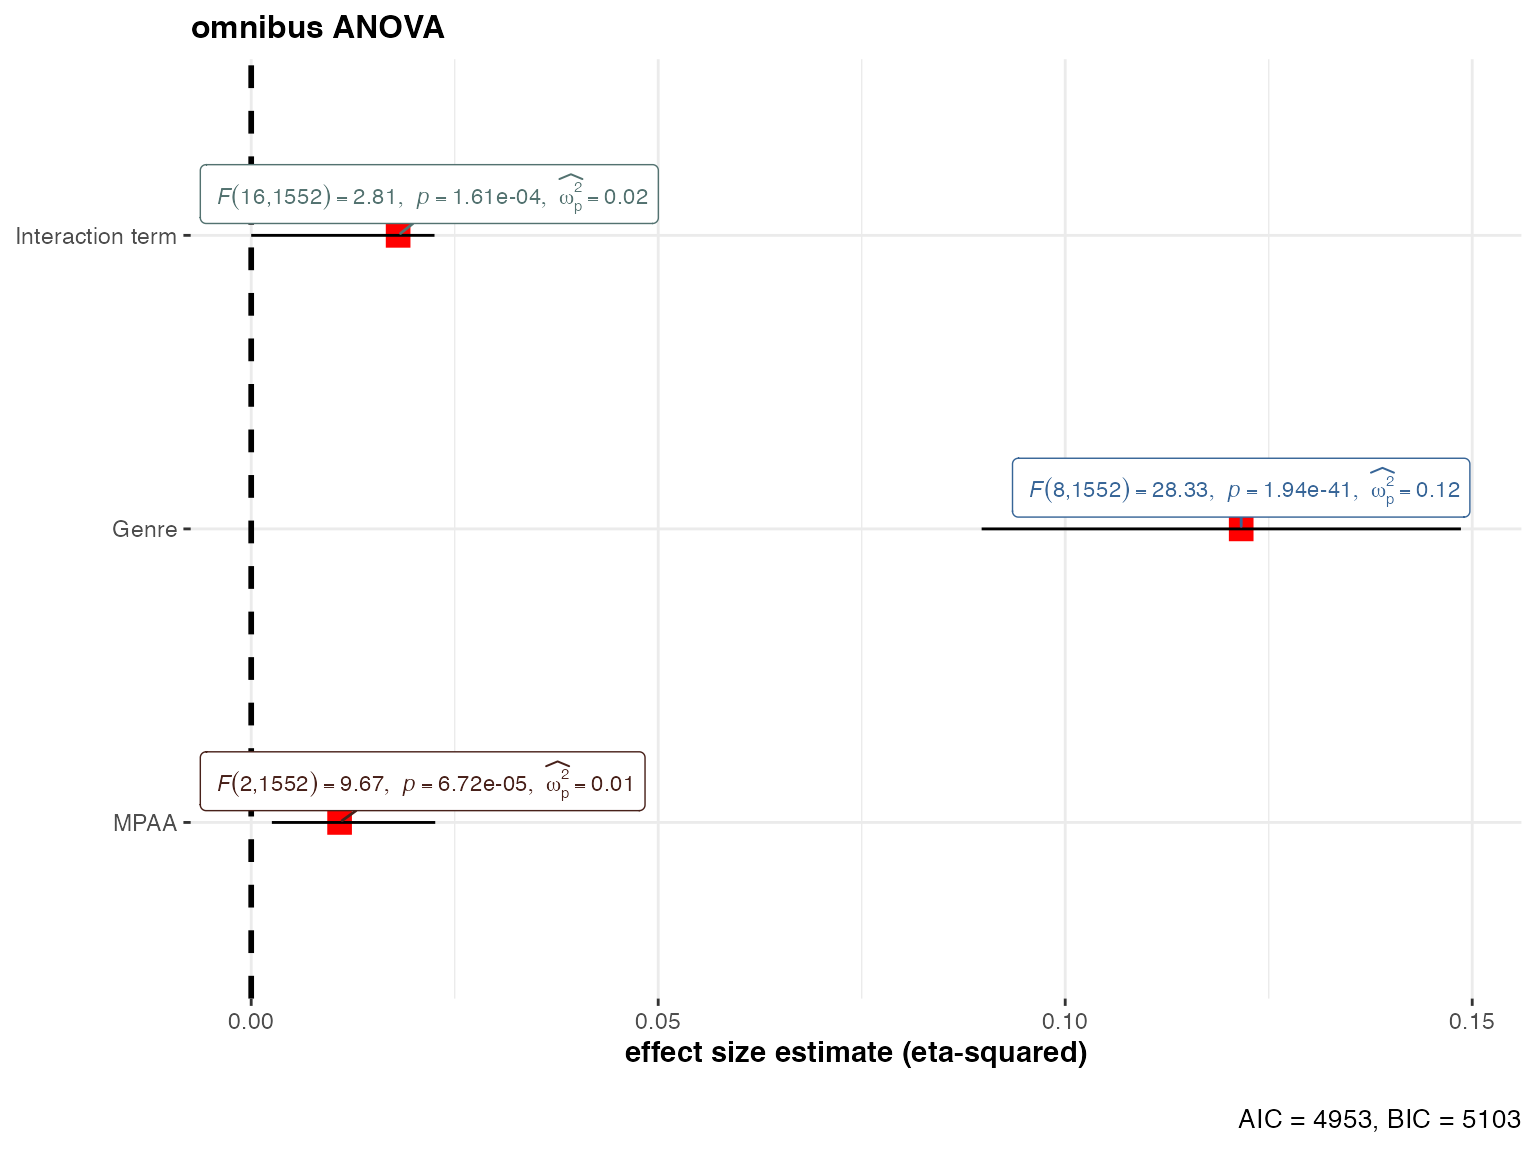 omnibus ANOVA
F(16,1552) = 2.81, p = 1.61e-04, ω̂²ₚ = 0.02
Interaction term
F(8,1552) = 28.33, p = 1.94e-41, ω̂²ₚ = 0.12
Genre
F(2,1552) = 9.67, p = 6.72e-05, ω̂²ₚ = 0.01
MPAA
0.00 0.05 0.10 0.15
effect size estimate (eta-squared)
AIC = 4953, BIC = 5103